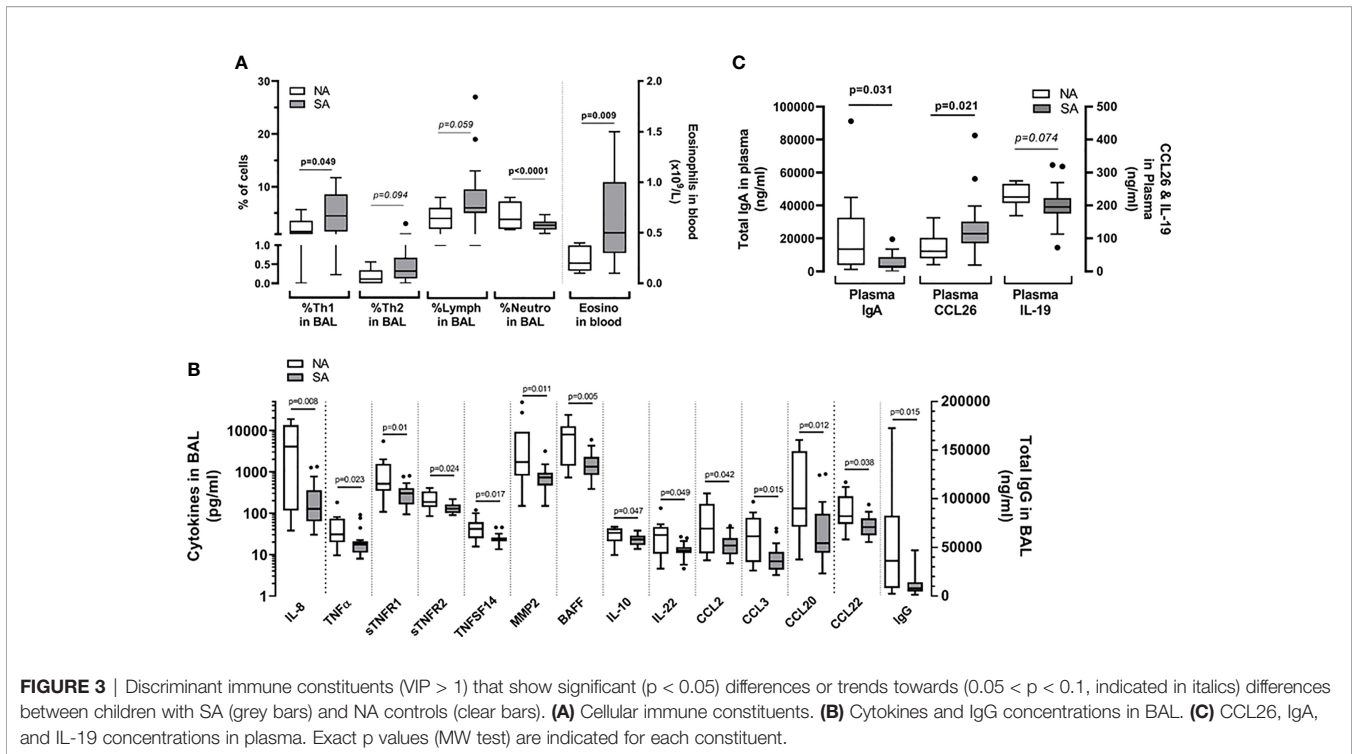 A
NA
SA
% of cells
30
20
10
1.0
0.5
0.0
p=0.049
p=0.094
p=0.059
p<0.0001
p=0.009
2.0
1.5
1.0
0.5
0.0
Eosinophils in blood
(x10⁹/L)
%Th1
in BAL
%Th2
in BAL
%Lymph
in BAL
%Neutro
in BAL
Eosino
in blood
C
NA
SA
p=0.031
p=0.021
p=0.074
Total IgA in plasma
(ng/ml)
100000
80000
60000
40000
20000
0
500
400
300
200
100
0
CCL26 & IL-19
in Plasma
(ng/ml)
Plasma
IgA
Plasma
CCL26
Plasma
IL-19
B
NA
SA
Cytokines in BAL
(pg/ml)
10000
1000
100
10
1
p=0.008
p=0.023
p=0.01
p=0.024
p=0.017
p=0.011
p=0.005
p=0.047
p=0.049
p=0.042
p=0.015
p=0.012
p=0.038
p=0.015
200000
150000
100000
50000
0
Total IgG in BAL
(ng/ml)
IL-8
TNFα
sTNFR1
sTNFR2
TNFSF14
MMP2
BAFF
IL-10
IL-22
CCL2
CCL3
CCL20
CCL22
IgG
FIGURE 3 | Discriminant immune constituents (VIP > 1) that show significant (p < 0.05) differences or trends towards (0.05 < p < 0.1, indicated in italics) differences
between children with SA (grey bars) and NA controls (clear bars). (A) Cellular immune constituents. (B) Cytokines and IgG concentrations in BAL. (C) CCL26, IgA,
and IL-19 concentrations in plasma. Exact p values (MW test) are indicated for each constituent.